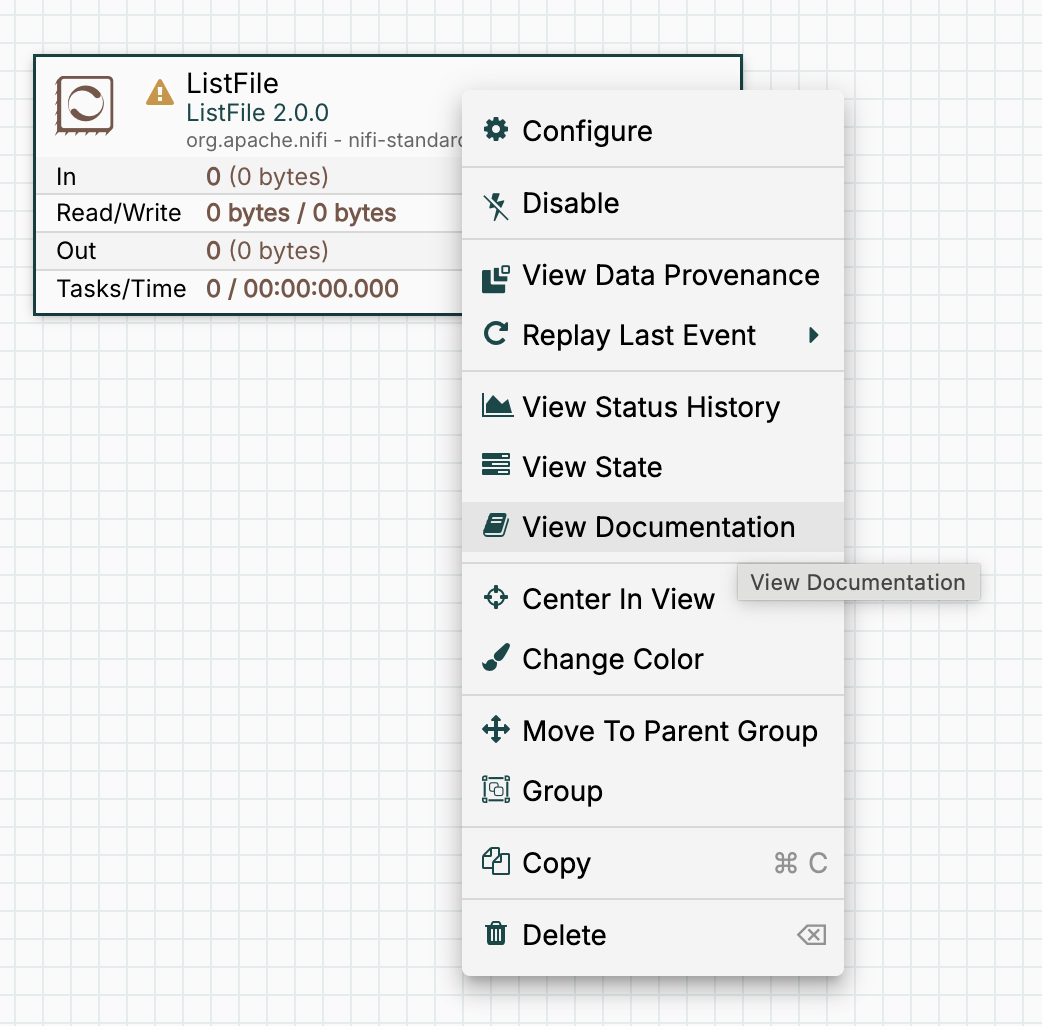 ListFile
ListFile 2.0.0
org.apache.nifi - nifi-standard
In 0 (0 bytes)
Read/Write 0 bytes / 0 bytes
Out 0 (0 bytes)
Tasks/Time 0 / 00:00:00.000
Configure
Disable
View Data Provenance
Replay Last Event
View Status History
View State
View Documentation
View Documentation
Center In View
Change Color
Move To Parent Group
Group
Copy ⌘ C
Delete ⌫